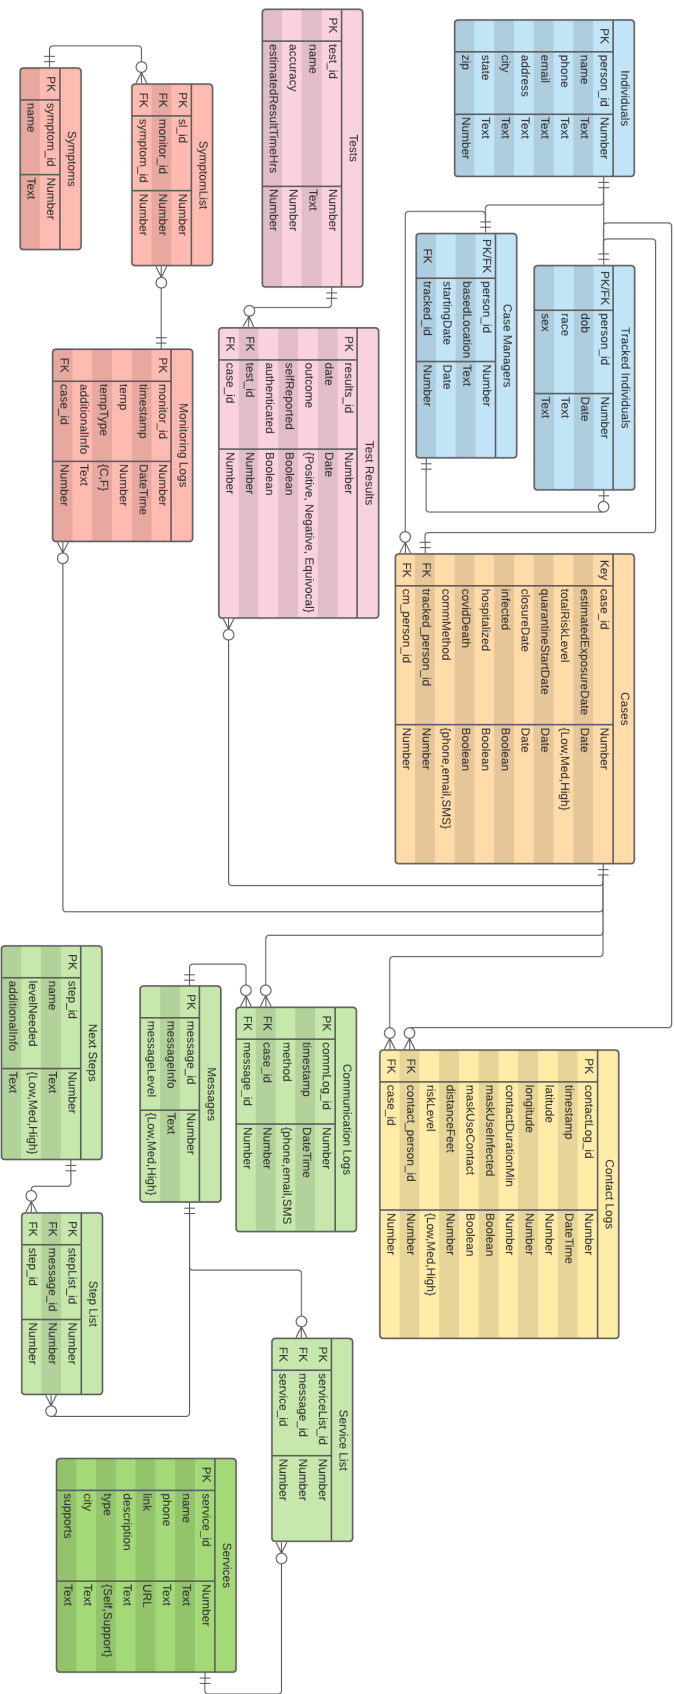 Individuals
PK person_id Number
name Text
phone Text
email Text
address Text
city Text
state Text
zip Number
Tracked Individuals
PK/FK person_id Number
dob Date
race Text
sex Text
Case Managers
PK/FK person_id Number
basedLocation Text
startingDate Date
FK tracked_id Number
Cases
Key case_id Number
estimatedExposureDate Date
totalRiskLevel {Low,Med,High}
quarantineStartDate Date
closureDate Date
infected Boolean
hospitalized Boolean
covidDeath Boolean
commMethod {phone,email,SMS}
FK tracked_person_id Number
FK cm_person_id Number
Contact Logs
PK contactLog_id Number
timestamp DateTime
latitude Number
longitude Number
contactDurationMin Number
maskUseInfected Boolean
maskUseContact Boolean
distanceFeet Number
riskLevel {Low,Med,High}
FK contact_person_id Number
FK case_id Number
Tests
PK test_id Number
name Text
accuracy Number
estimatedResultTimeHrs Number
Test Results
PK results_id Number
date Date
outcome {Positive, Negative, Equivocal}
selfReported Boolean
authenticated Boolean
FK test_id Number
FK case_id Number
Communication Logs
PK commLog_id Number
timestamp DateTime
method {phone,email,SMS
FK case_id Number
FK message_id Number
Service List
PK serviceList_id Number
FK message_id Number
FK service_id Number
SymptomList
PK sl_id Number
FK monitor_id Number
FK symptom_id Number
Monitoring Logs
PK monitor_id Number
timestamp DateTime
temp Number
tempType {C,F}
additionalInfo Text
FK case_id Number
Messages
PK message_id Number
messageInfo Text
messageLevel {Low,Med,High}
Services
PK service_id Number
name Text
phone Text
link URL
description Text
type {Self,Support}
city Text
supports Text
Symptoms
PK symptom_id Number
name Text
Next Steps
PK step_id Number
name Text
levelNeeded {Low,Med,High}
additionalInfo Text
Step List
PK stepList_id Number
FK message_id Number
FK step_id Number